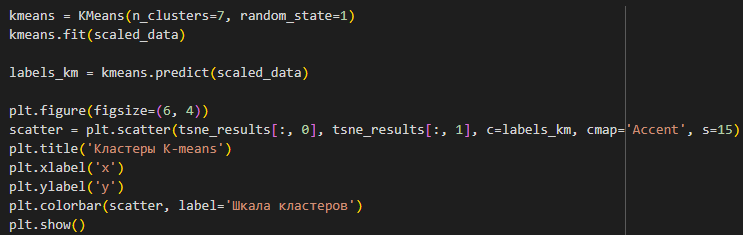 kmeans = KMeans(n_clusters=7, random_state=1)
kmeans.fit(scaled_data)
labels_km = kmeans.predict(scaled_data)
plt.figure(figsize=(6, 4))
scatter = plt.scatter(tsne_results[:, 0], tsne_results[:, 1], c=labels_km, cmap='Accent', s=15)
plt.title('Кластеры K-means')
plt.xlabel('x')
plt.ylabel('y')
plt.colorbar(scatter, label='Шкала кластеров')
plt.show()